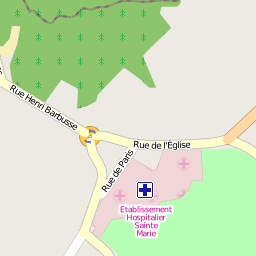 Rue Henri Barbusse
Rue de l'Église
Rue de Paris
Etablissement
Hospitalier
Sainte
Marie